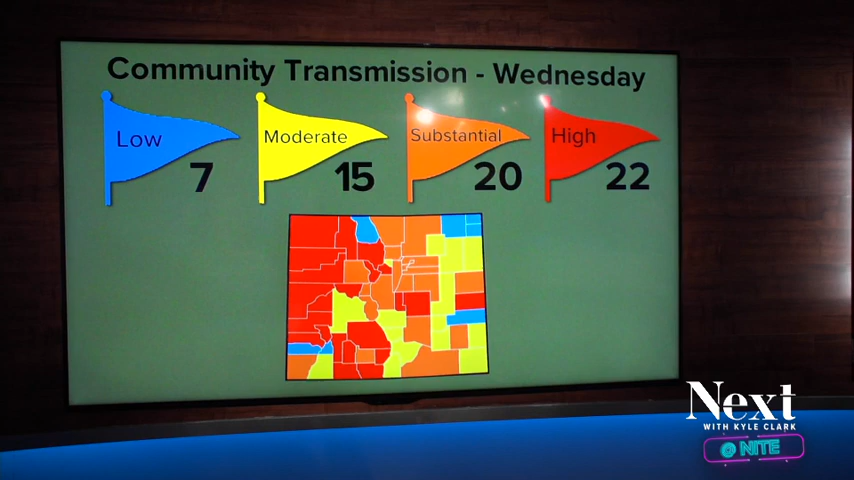 Community Transmission - Wednesday
Low
Moderate
Substantial
High
7
15
20
22
Next
WITH KYLE CLARK
@ NITE